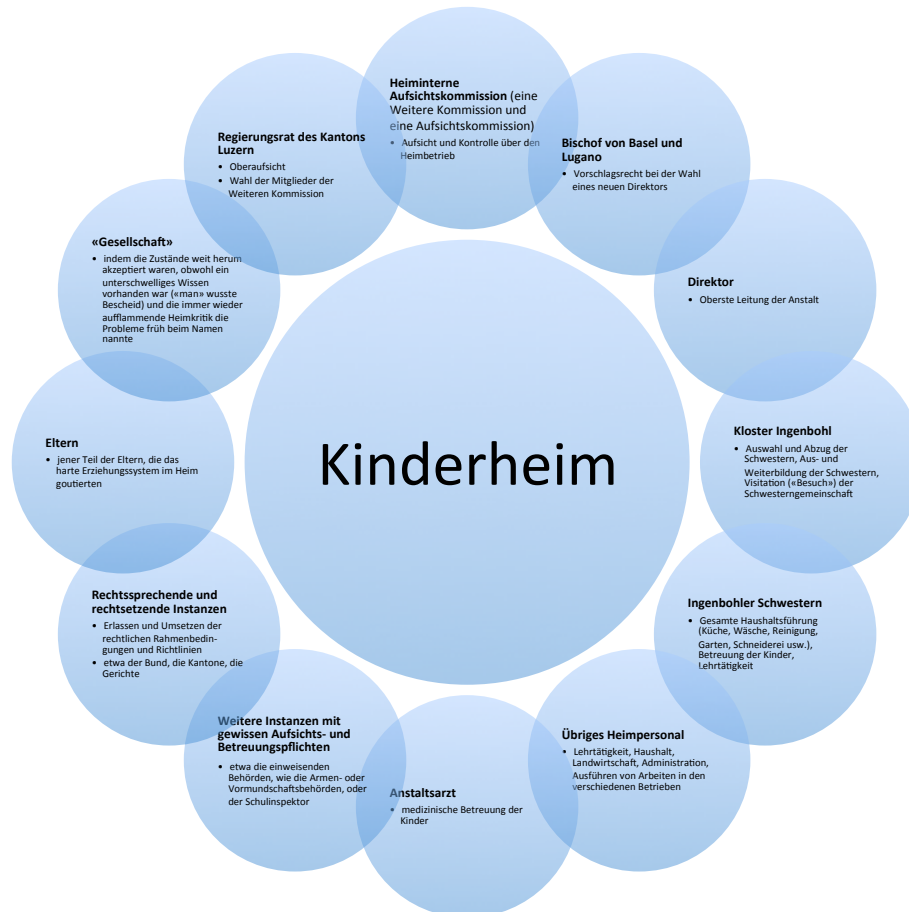 Heiminterne
Aufsichtskommission (eine
Weitere Kommission und
eine Aufsichtskommission)
• Aufsicht und Kontrolle über den
Heimbetrieb
Bischof von Basel und
Lugano
• Vorschlagsrecht bei der Wahl
eines neuen Direktors
Direktor
• Oberste Leitung der Anstalt
Kloster Ingenbohl
• Auswahl und Abzug der
Schwestern, Aus- und
Weiterbildung der Schwestern,
Visitation («Besuch») der
Schwesterngemeinschaft
Ingenbohler Schwestern
• Gesamte Haushaltsführung
(Küche, Wäsche, Reinigung,
Garten, Schneiderei usw.),
Betreuung der Kinder,
Lehrtätigkeit
Übriges Heimpersonal
• Lehrtätigkeit, Haushalt,
Landwirtschaft, Administration,
Ausführen von Arbeiten in den
verschiedenen Betrieben
Anstaltsarzt
• medizinische Betreuung der
Kinder
Weitere Instanzen mit
gewissen Aufsichts- und
Betreuungspflichten
• etwa die einweisenden
Behörden, wie die Armen- oder
Vormundschaftsbehörden, oder
der Schulinspektor
Rechtssprechende und
rechtsetzende Instanzen
• Erlassen und Umsetzen der
rechtlichen Rahmenbedin-
gungen und Richtlinien
• etwa der Bund, die Kantone, die
Gerichte
Eltern
• jener Teil der Eltern, die das
harte Erziehungssystem im Heim
goutierten
«Gesellschaft»
• indem die Zustände weit herum
akzeptiert waren, obwohl ein
unterschwelliges Wissen
vorhanden war («man» wusste
Bescheid) und die immer wieder
aufflammende Heimkritik die
Probleme früh beim Namen
nannte
Regierungsrat des Kantons
Luzern
• Oberaufsicht
• Wahl der Mitglieder der
Weiteren Kommission
Kinderheim